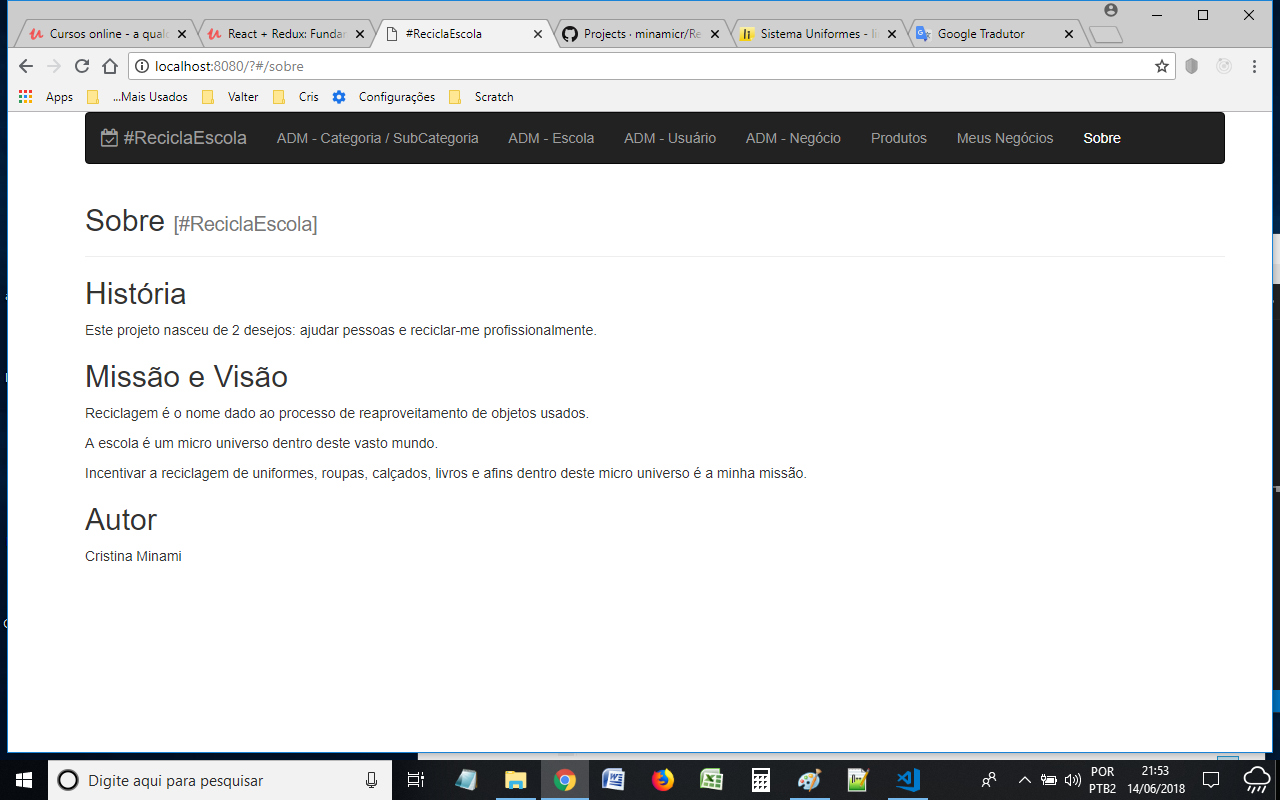 Cursos online - a qual
React + Redux: Fundar
#ReciclaEscola
Projects · minamicr/Re
Sistema Uniformes - li
Google Tradutor
localhost:8080/?#/sobre
Apps
...Mais Usados
Valter
Cris
Configurações
Scratch
#ReciclaEscola
ADM - Categoria / SubCategoria
ADM - Escola
ADM - Usuário
ADM - Negócio
Produtos
Meus Negócios
Sobre
Sobre [#ReciclaEscola]
História
Este projeto nasceu de 2 desejos: ajudar pessoas e reciclar-me profissionalmente.
Missão e Visão
Reciclagem é o nome dado ao processo de reaproveitamento de objetos usados.
A escola é um micro universo dentro deste vasto mundo.
Incentivar a reciclagem de uniformes, roupas, calçados, livros e afins dentro deste micro universo é a minha missão.
Autor
Cristina Minami
Digite aqui para pesquisar
POR
PTB2
21:53
14/06/2018